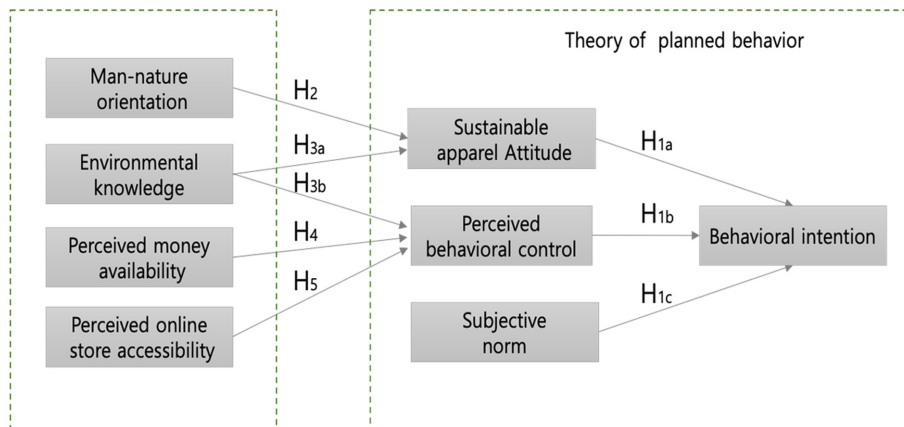 Theory of planned behavior
Man-nature
orientation
Environmental
knowledge
Perceived money
availability
Perceived online
store accessibility
H2
H3a
H3b
H4
H5
Sustainable
apparel Attitude
Perceived
behavioral control
Subjective
norm
H1a
H1b
H1c
Behavioral intention